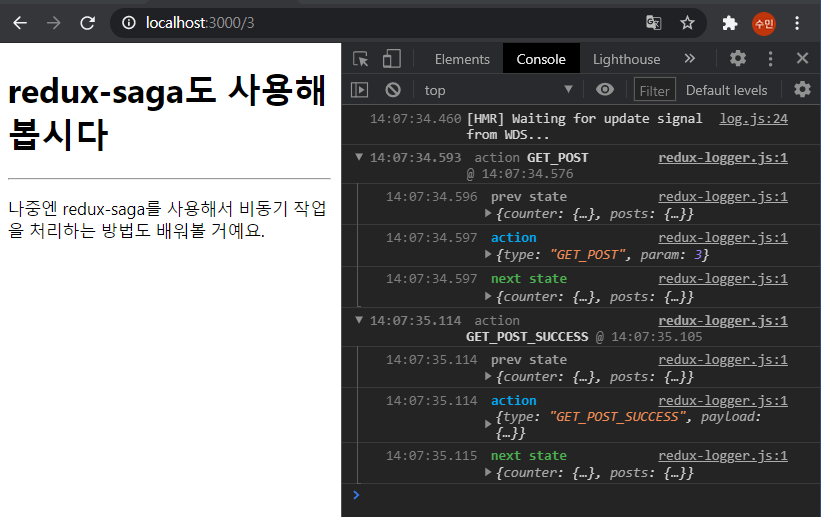 localhost:3000/3
수민
redux-saga도 사용해
봅시다
나중엔 redux-saga를 사용해서 비동기 작업
을 처리하는 방법도 배워볼 거예요.
Elements Console Lighthouse »
top Filter Default levels
14:07:34.460 [HMR] Waiting for update signal log.js:24
from WDS...
14:07:34.593 action GET_POST redux-logger.js:1
@ 14:07:34.576
14:07:34.596 prev state redux-logger.js:1
{counter: {…}, posts: {…}}
14:07:34.597 action redux-logger.js:1
{type: "GET_POST", param: 3}
14:07:34.597 next state redux-logger.js:1
{counter: {…}, posts: {…}}
14:07:35.114 action redux-logger.js:1
GET_POST_SUCCESS @ 14:07:35.105
14:07:35.114 prev state redux-logger.js:1
{counter: {…}, posts: {…}}
14:07:35.114 action redux-logger.js:1
{type: "GET_POST_SUCCESS", payload:
{…}}
14:07:35.115 next state redux-logger.js:1
{counter: {…}, posts: {…}}